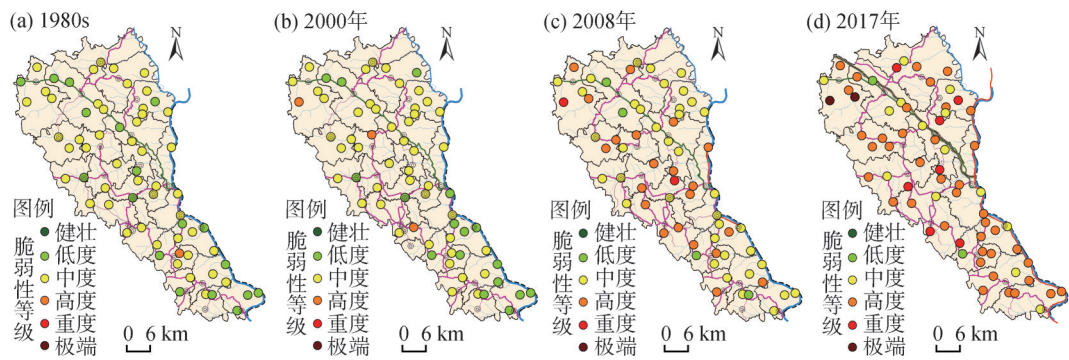 (a) 1980s
N
图例
脆弱性等级
健壮
低度
中度
高度
重度
极端
0 6 km
(b) 2000年
N
图例
脆弱性等级
健壮
低度
中度
高度
重度
极端
0 6 km
(c) 2008年
N
图例
脆弱性等级
健壮
低度
中度
高度
重度
极端
0 6 km
(d) 2017年
N
图例
脆弱性等级
健壮
低度
中度
高度
重度
极端
0 6 km